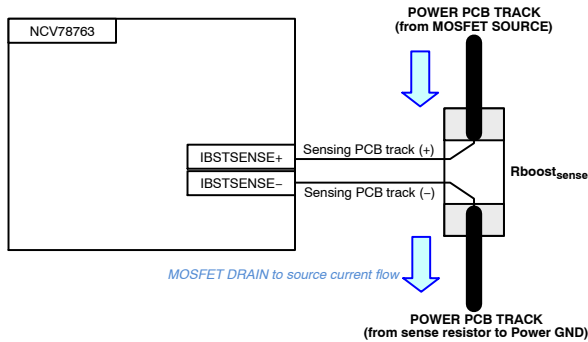 POWER PCB TRACK
(from MOSFET SOURCE)
NCV78763
IBSTSENSE+
Sensing PCB track (+)
Rboostsense
IBSTSENSE−
Sensing PCB track (−)
MOSFET DRAIN to source current flow
POWER PCB TRACK
(from sense resistor to Power GND)